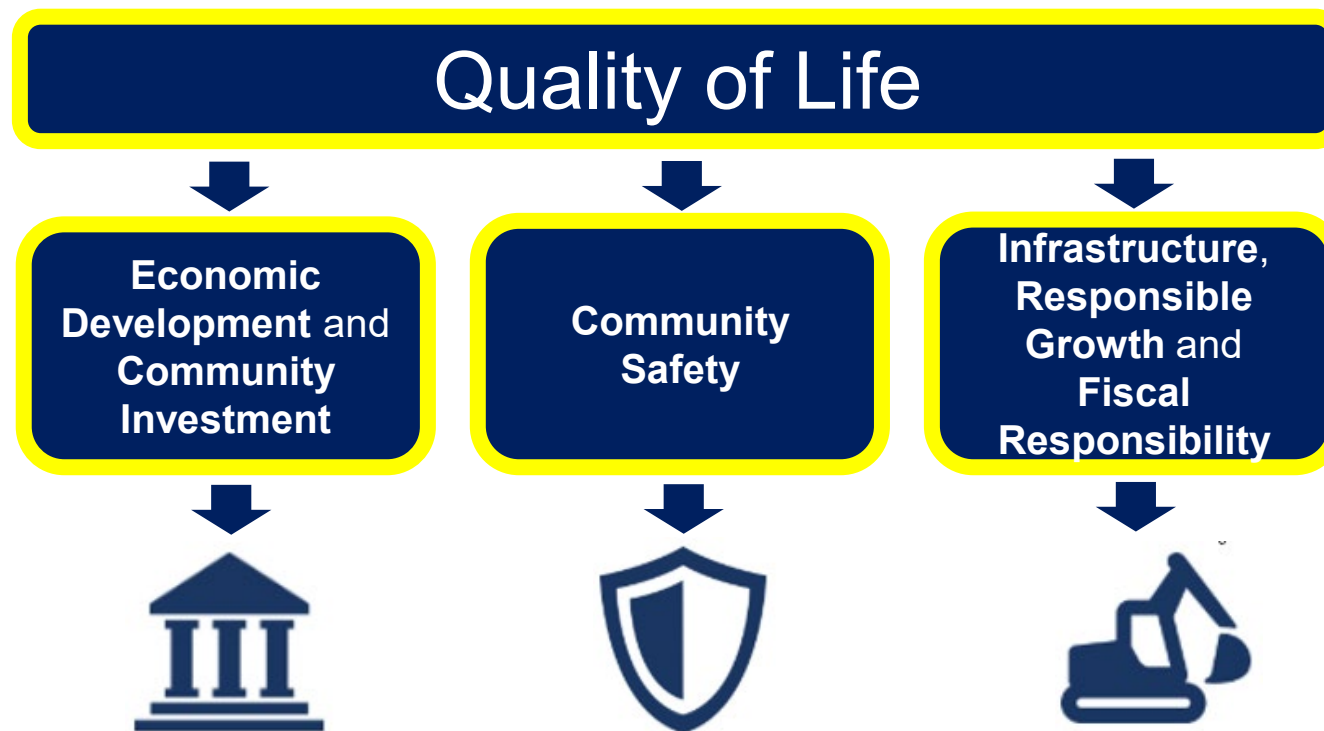 Quality of Life
Economic
Development and
Community
Investment
Community
Safety
Infrastructure,
Responsible
Growth and
Fiscal
Responsibility